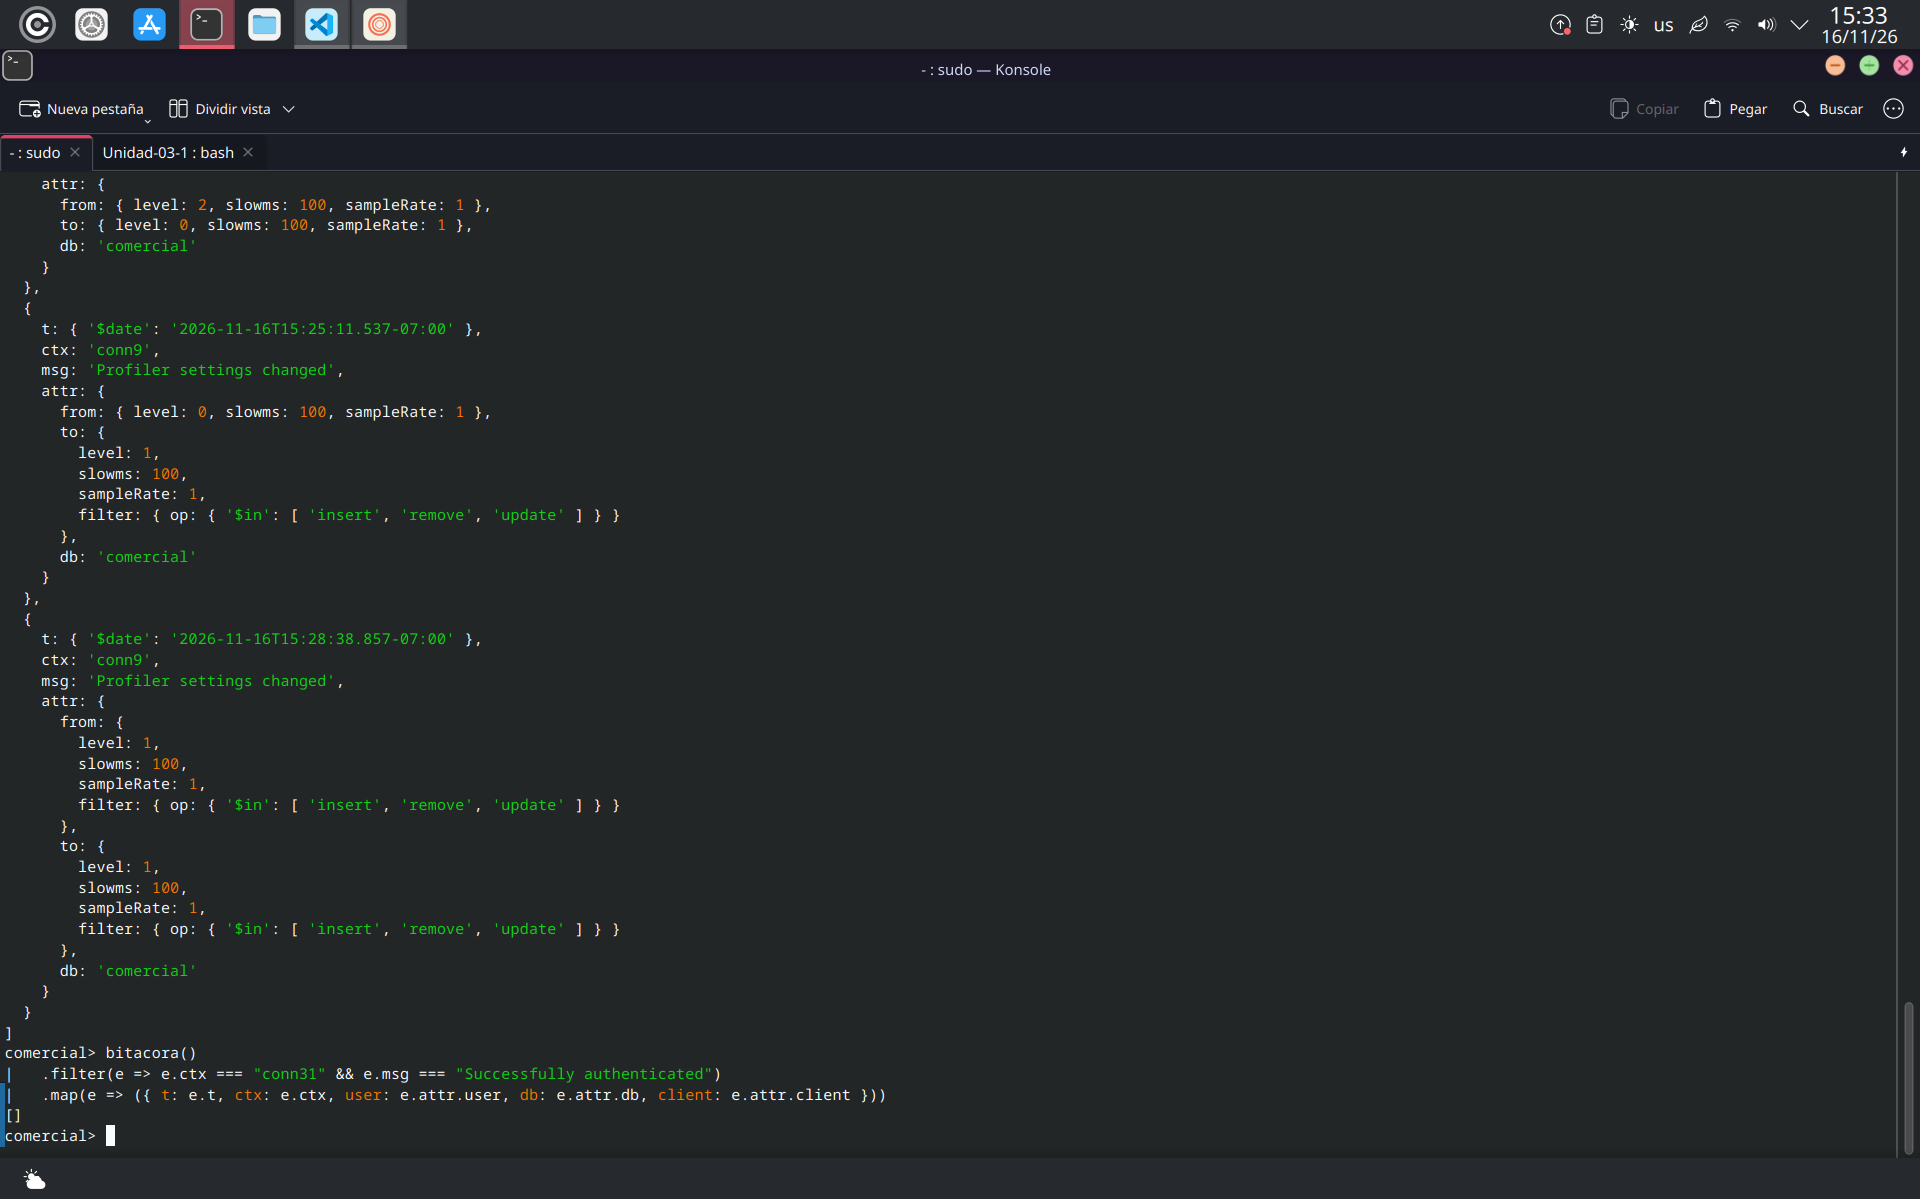 us
15:33
16/11/26
- : sudo — Konsole
Nueva pestaña
Dividir vista
Copiar
Pegar
Buscar
- : sudo
Unidad-03-1 : bash
attr: {
from: { level: 2, slowms: 100, sampleRate: 1 },
to: { level: 0, slowms: 100, sampleRate: 1 },
db: 'comercial'
}
},
{
t: { '$date': '2026-11-16T15:25:11.537-07:00' },
ctx: 'conn9',
msg: 'Profiler settings changed',
attr: {
from: { level: 0, slowms: 100, sampleRate: 1 },
to: {
level: 1,
slowms: 100,
sampleRate: 1,
filter: { op: { '$in': [ 'insert', 'remove', 'update' ] } }
},
db: 'comercial'
}
},
{
t: { '$date': '2026-11-16T15:28:38.857-07:00' },
ctx: 'conn9',
msg: 'Profiler settings changed',
attr: {
from: {
level: 1,
slowms: 100,
sampleRate: 1,
filter: { op: { '$in': [ 'insert', 'remove', 'update' ] } }
},
to: {
level: 1,
slowms: 100,
sampleRate: 1,
filter: { op: { '$in': [ 'insert', 'remove', 'update' ] } }
},
db: 'comercial'
}
}
]
comercial> bitacora()
|   .filter(e => e.ctx === "conn31" && e.msg === "Successfully authenticated")
|   .map(e => ({ t: e.t, ctx: e.ctx, user: e.attr.user, db: e.attr.db, client: e.attr.client }))
[]
comercial>